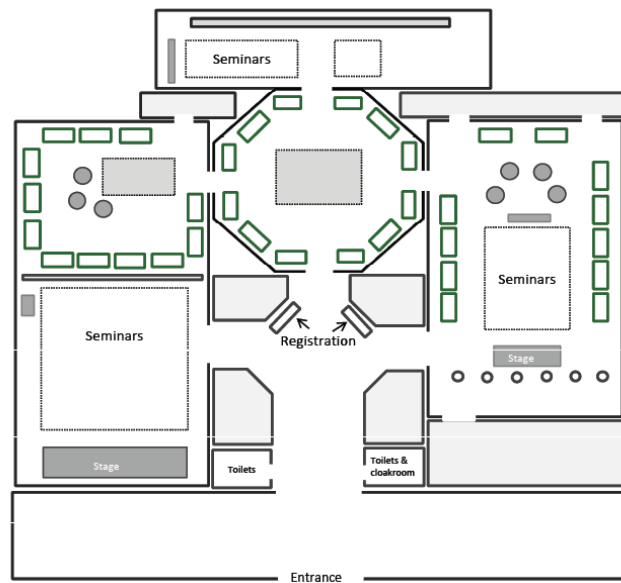 Seminars
Seminars
Seminars
Registration
Stage
Stage
Toilets
Toilets &
cloakroom
Entrance